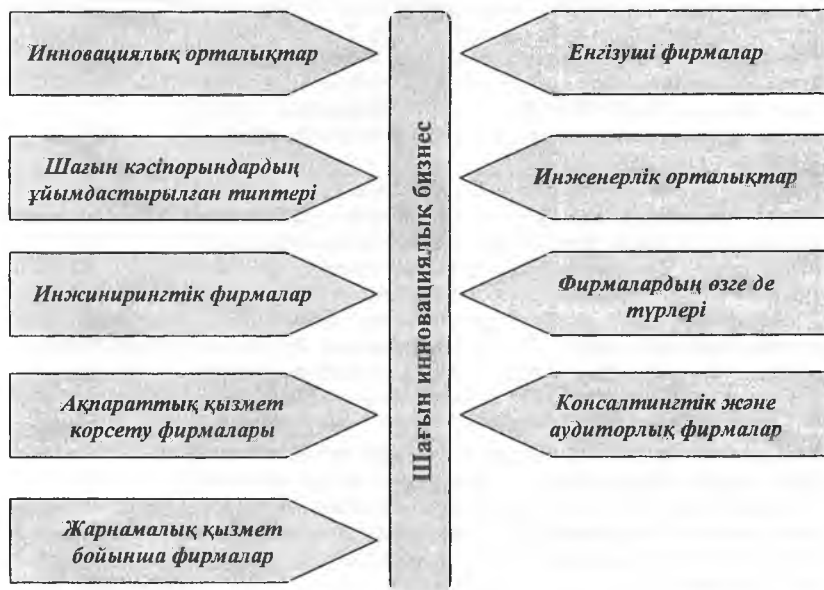 Инновациялық орталықтар
Шағын кәсіпорындардың
ұйымдастырылған типтері
Инжинирингтік фирмалар
Ақпараттық қызмет
корсету фирмалары
Жарнамалық қызмет
бойынша фирмалар
Шағын инновациялық бизнес
Енгізуші фирмалар
Инженерлік орталықтар
Фирмалардың өзге де
түрлері
Консалтингтік және
аудиторлық фирмалар